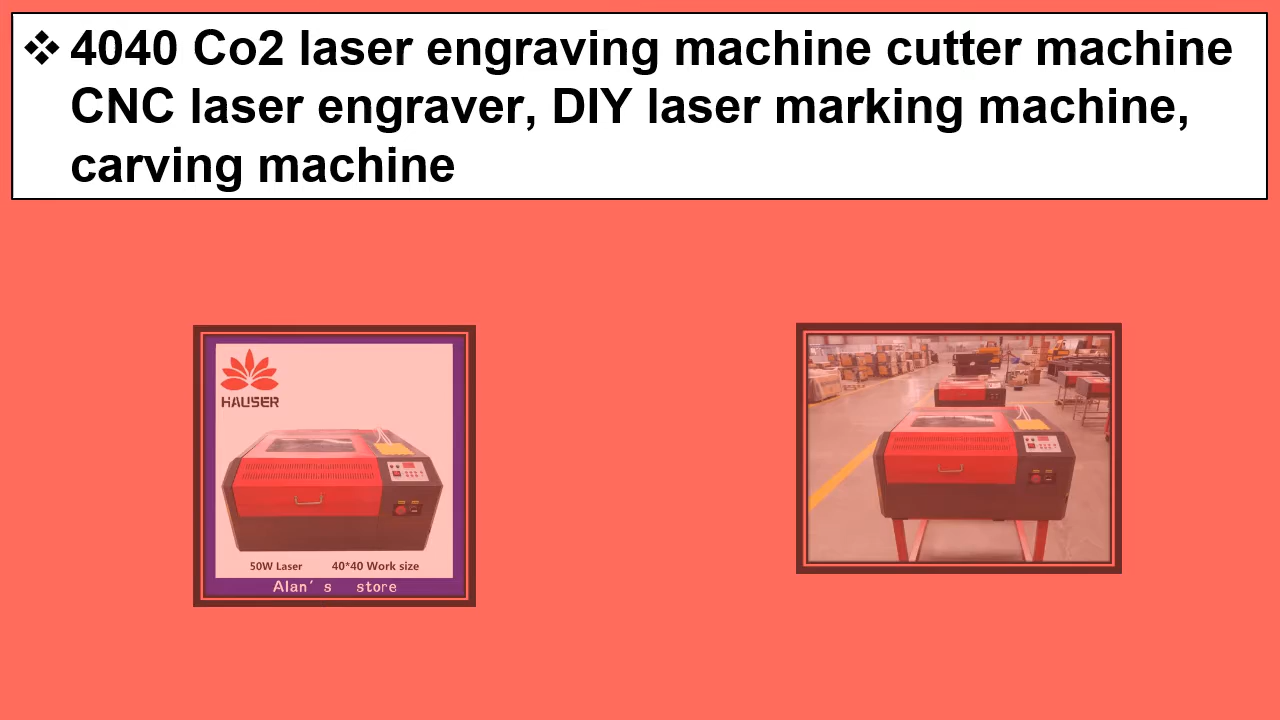 ❖ 4040 Co2 laser engraving machine cutter machine
CNC laser engraver, DIY laser marking machine,
carving machine
HAUSER
50W Laser 40*40 Work size
Alan's store